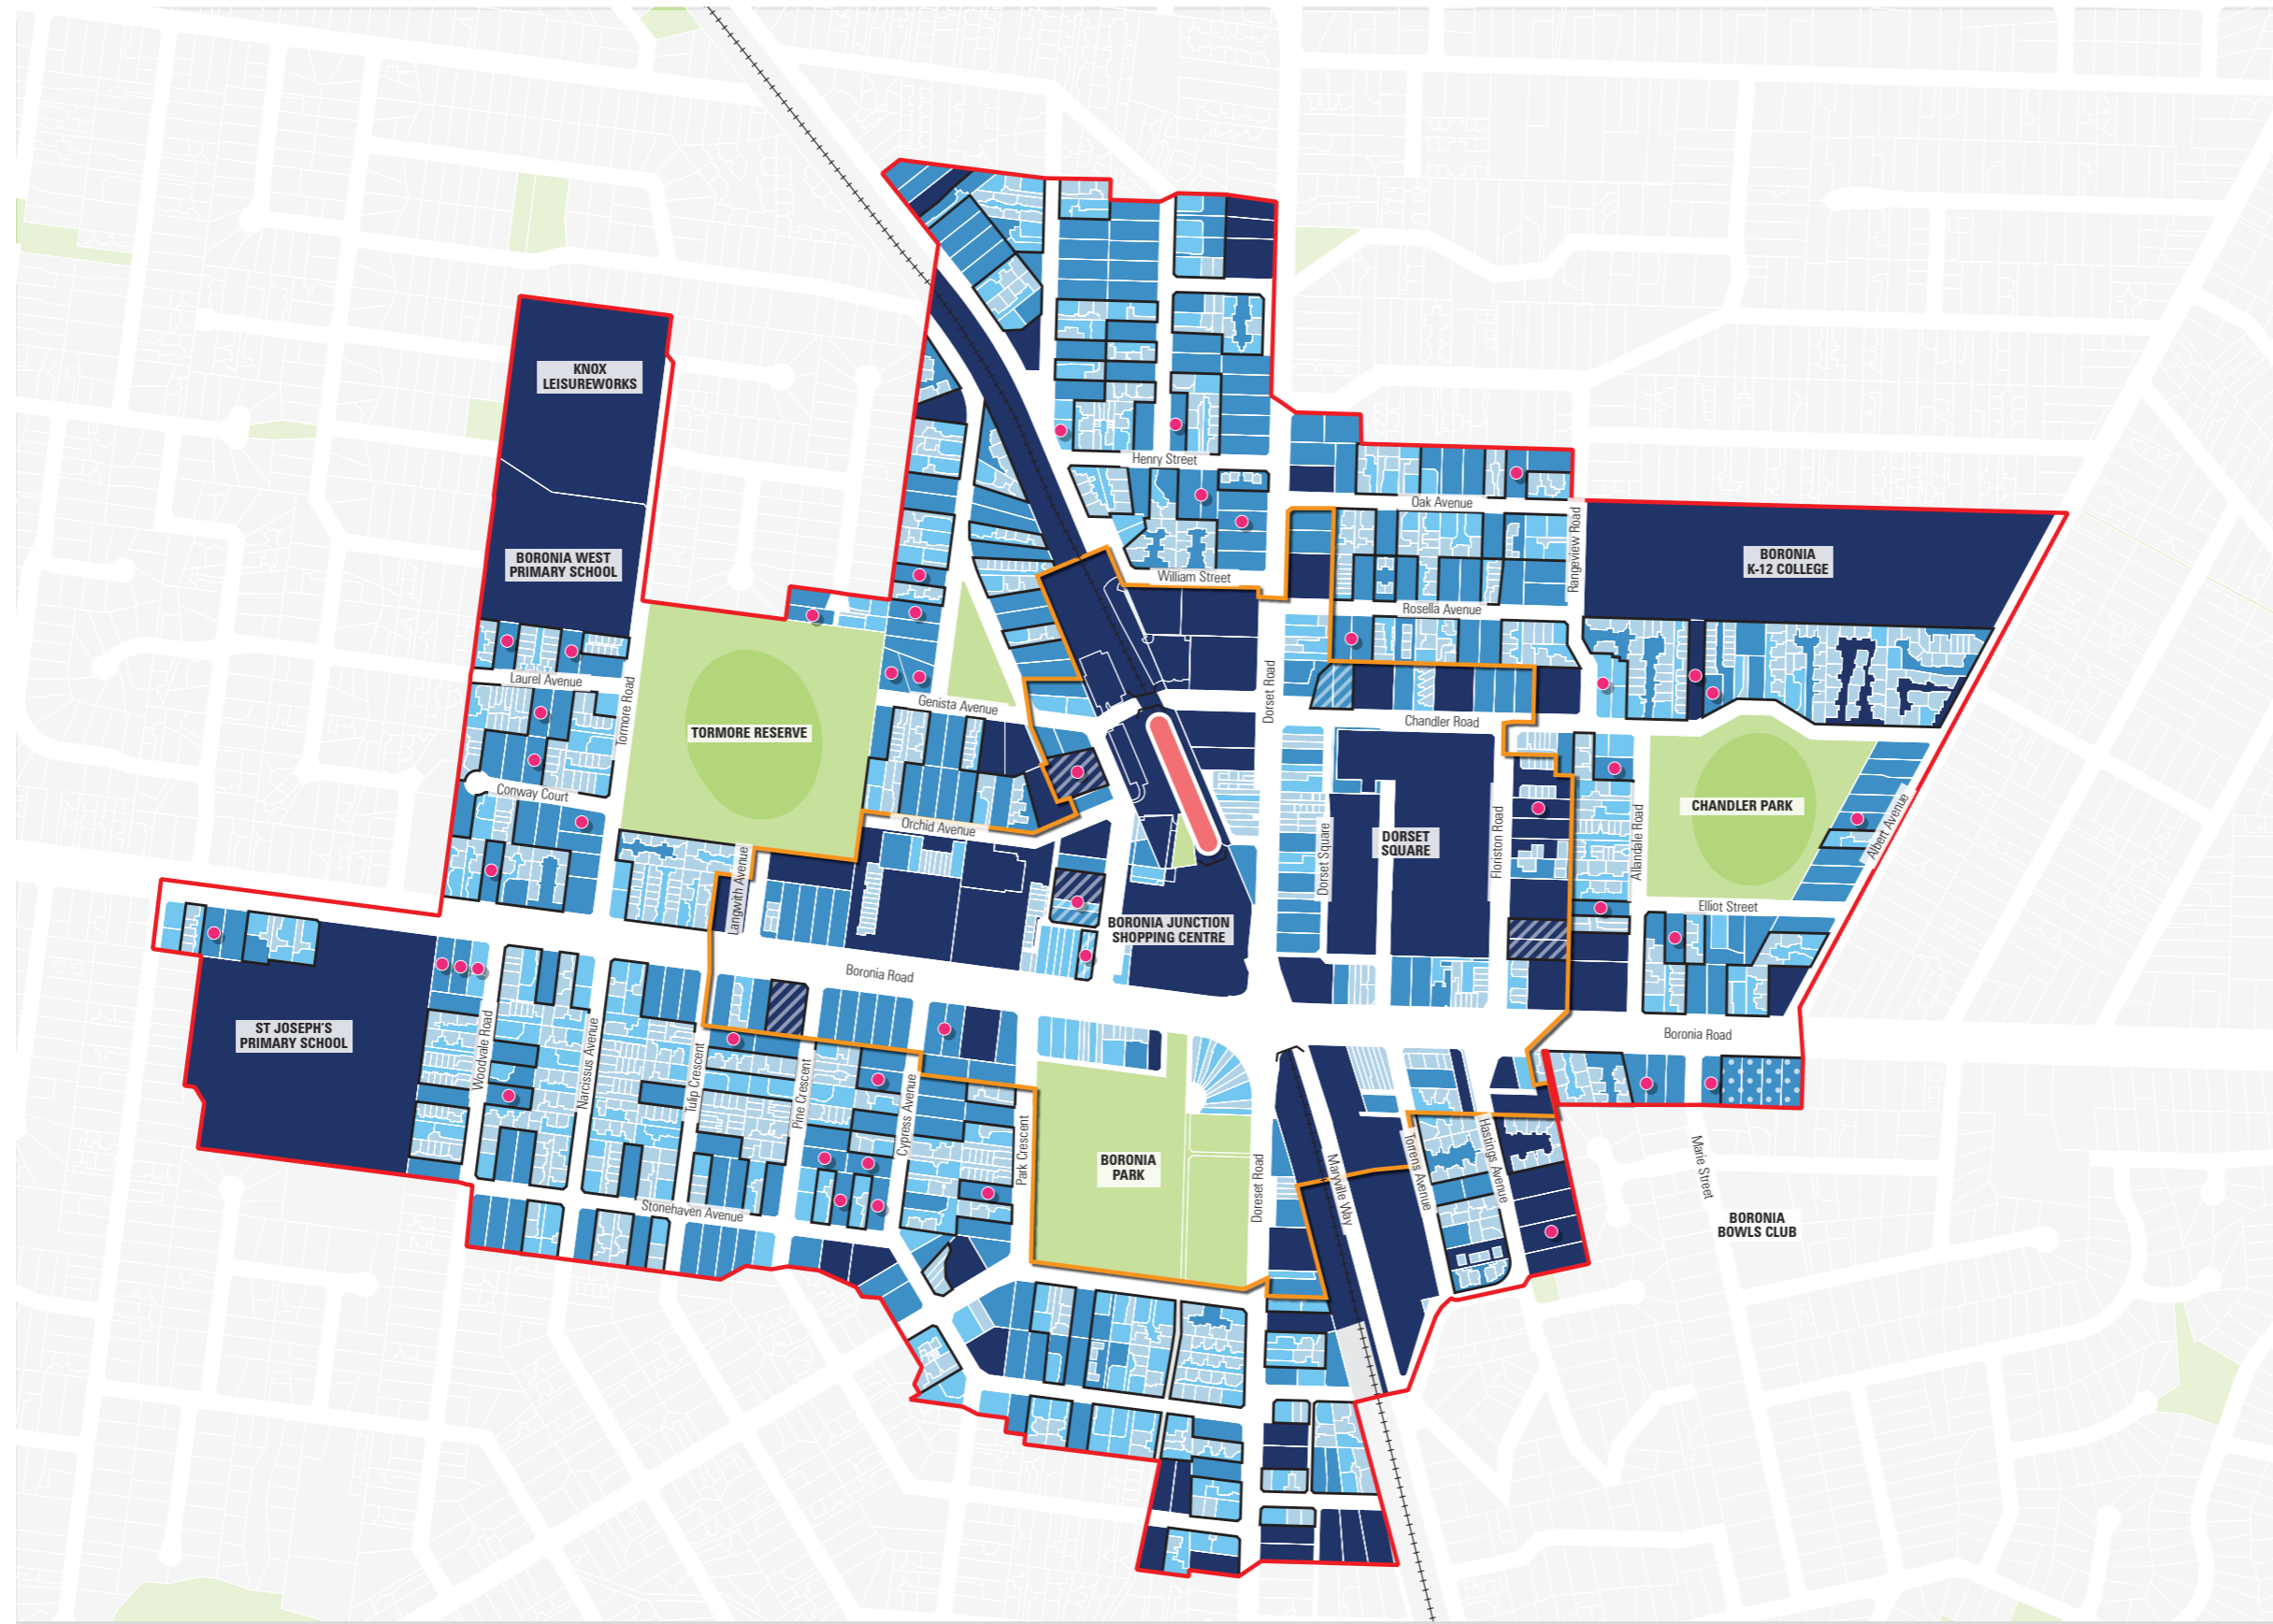 KNOX
LEISUREWORKS
Henry Street
Oak Avenue
Rangeview Road
BORONIA
K-12 COLLEGE
BORONIA WEST
PRIMARY SCHOOL
William Street
Rosella Avenue
Laurel Avenue
Tormore Road
Genista Avenue
Dorset Road
Chandler Road
TORMORE RESERVE
Conway Court
CHANDLER PARK
Orchid Avenue
Dorset Square
DORSET
SQUARE
Floriston Road
Allandale Road
Albert Avenue
Langwith Avenue
Elliot Street
BORONIA JUNCTION
SHOPPING CENTRE
Boronia Road
ST JOSEPH'S
PRIMARY SCHOOL
Boronia Road
Woodvale Road
Narcissus Avenue
Tulip Crescent
Pine Crescent
Cypress Avenue
Park Crescent
BORONIA
PARK
Doreset Road
Maryville Way
Torrens Avenue
Hastings Avenue
Marie Street
Stonehaven Avenue
BORONIA
BOWLS CLUB